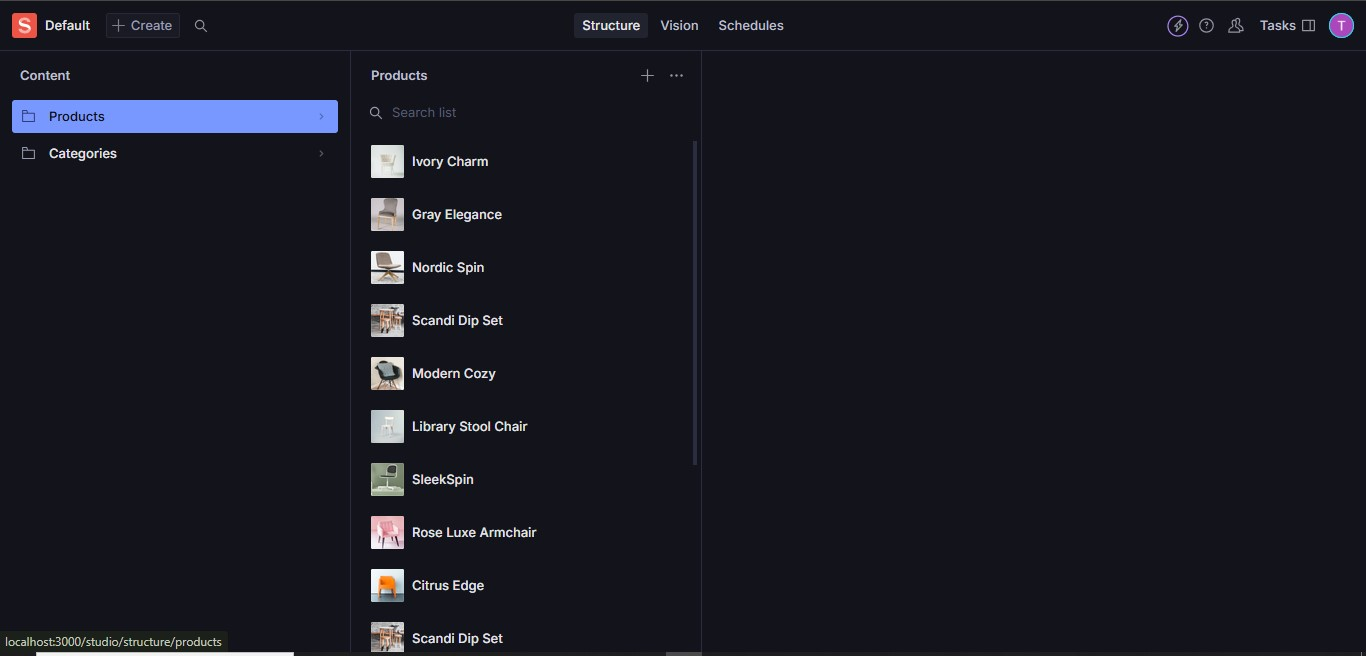 S Default + Create Structure Vision Schedules Tasks T
Content
Products
Categories
Products
Search list
Ivory Charm
Gray Elegance
Nordic Spin
Scandi Dip Set
Modern Cozy
Library Stool Chair
SleekSpin
Rose Luxe Armchair
Citrus Edge
Scandi Dip Set
localhost:3000/studio/structure/products